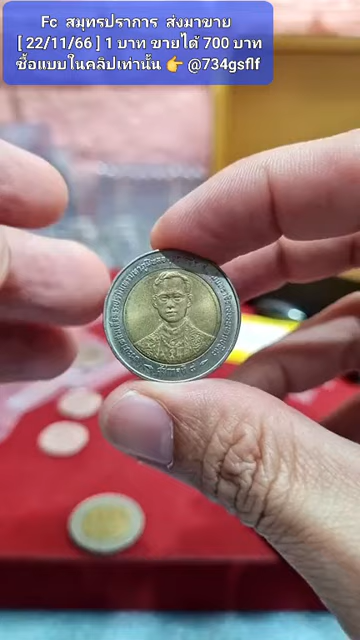 Fc สมุทรปราการ ส่งมาขาย
[ 22/11/66 ] 1 บาท ขายได้ 700 บาท
ซื้อแบบในคลิปเท่านั้น 👉 @734gsflf